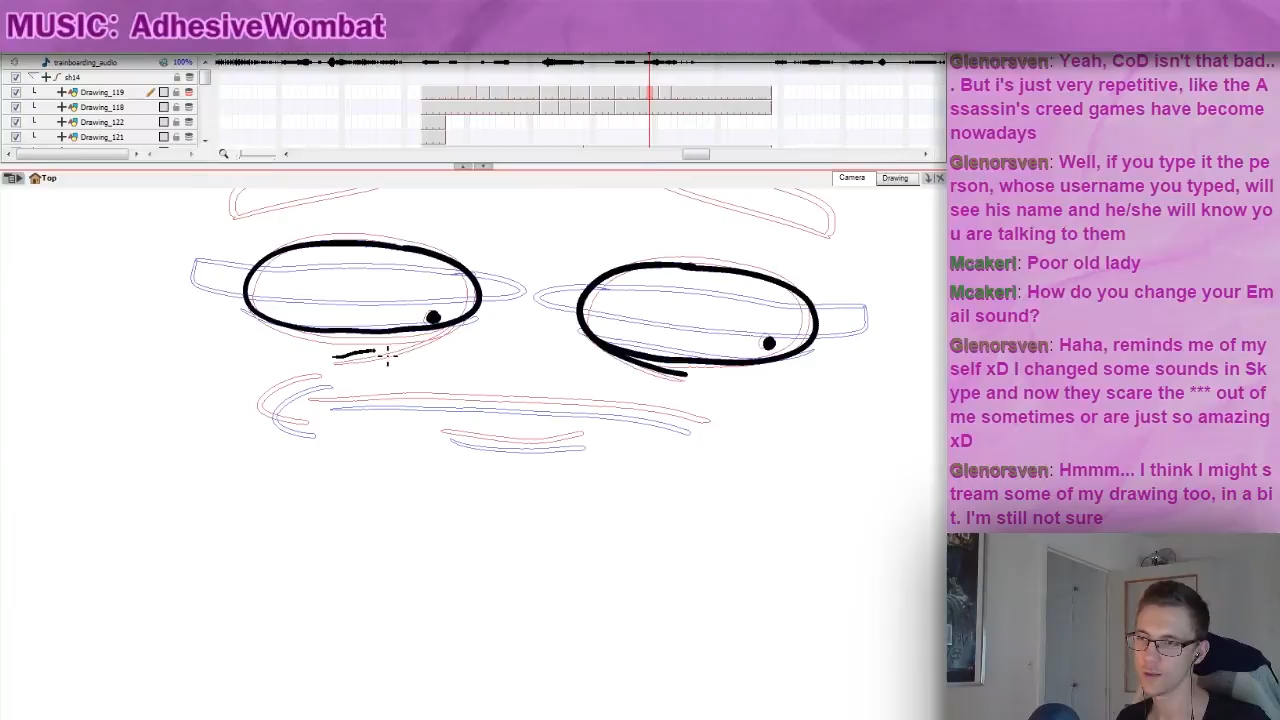 MUSIC: AdhesiveWombat
trainboarding_audio 100%
sh14
Drawing_119
Drawing_118
Drawing_122
Drawing_121
Top
Camera Drawing
Glenorsven: Yeah, CoD isn't that bad..
. But i's just very repetitive, like the A
ssassin's creed games have become
nowadays
Glenorsven: Well, if you type it the pe
rson, whose username you typed, will
see his name and he/she will know yo
u are talking to them
Mcakerl: Poor old lady
Mcakerl: How do you change your Em
ail sound?
Glenorsven: Haha, reminds me of my
self xD I changed some sounds in Sk
ype and now they scare the *** out of
me sometimes or are just so amazing
xD
Glenorsven: Hmmm... I think I might s
tream some of my drawing too, in a bi
t. I'm still not sure